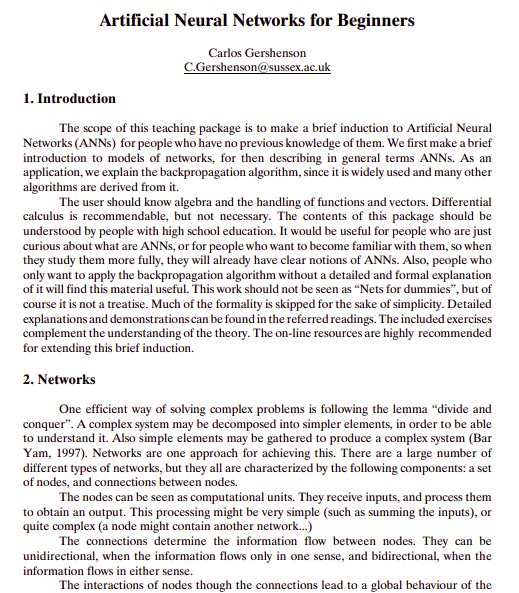 Artificial Neural Networks for Beginners
Carlos Gershenson
C.Gershenson@sussex.ac.uk
1. Introduction
The scope of this teaching package is to make a brief induction to Artificial Neural
Networks (ANNs) for people who have no previous knowledge of them. We first make a brief
introduction to models of networks, for then describing in general terms ANNs. As an
application, we explain the backpropagation algorithm, since it is widely used and many other
algorithms are derived from it.
The user should know algebra and the handling of functions and vectors. Differential
calculus is recommendable, but not necessary. The contents of this package should be
understood by people with high school education. It would be useful for people who are just
curious about what are ANNs, or for people who want to become familiar with them, so when
they study them more fully, they will already have clear notions of ANNs. Also, people who
only want to apply the backpropagation algorithm without a detailed and formal explanation
of it will find this material useful. This work should not be seen as “Nets for dummies”, but of
course it is not a treatise. Much of the formality is skipped for the sake of simplicity. Detailed
explanations and demonstrations can be found in the referred readings. The included exercises
complement the understanding of the theory. The on-line resources are highly recommended
for extending this brief induction.
2. Networks
One efficient way of solving complex problems is following the lemma “divide and
conquer”. A complex system may be decomposed into simpler elements, in order to be able
to understand it. Also simple elements may be gathered to produce a complex system (Bar
Yam, 1997). Networks are one approach for achieving this. There are a large number of
different types of networks, but they all are characterized by the following components: a set
of nodes, and connections between nodes.
The nodes can be seen as computational units. They receive inputs, and process them
to obtain an output. This processing might be very simple (such as summing the inputs), or
quite complex (a node might contain another network...)
The connections determine the information flow between nodes. They can be
unidirectional, when the information flows only in one sense, and bidirectional, when the
information flows in either sense.
The interactions of nodes though the connections lead to a global behaviour of the